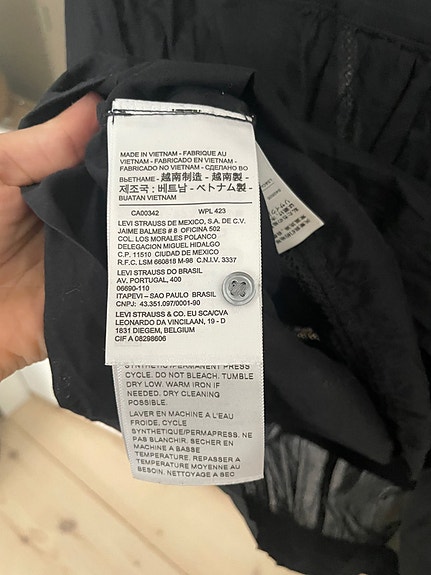 MADE IN VIETNAM - FABRIQUE AU
VIETNAM - FABRICADO EN VIETNAM -
FABRICADO NO VIETNAM - СДЕЛАНО ВО
ВЬЕТНАМЕ - 越南制造 - 越南製 -
제조국 : 베트남 - ベトナム製 -
BUATAN VIETNAM
CA00342 WPL 423
LEVI STRAUSS DE MEXICO, S.A. DE C.V.
JAIME BALMES # 8 OFICINA 502
COL. LOS MORALES POLANCO
DELEGACION MIGUEL HIDALGO
C.P. 11510 CIUDAD DE MEXICO
R.F.C. LSM 660818 M-98 C.N.I.V. 3337
LEVI STRAUSS DO BRASIL
AV. PORTUGAL, 400
06690-110
ITAPEVI – SAO PAULO BRASIL
CNPJ: 43.351.097/0001-90
LEVI STRAUSS & CO. EU SCA/CVA
LEONARDO DA VINCILAAN, 19 - D
1831 DIEGEM, BELGIUM
CIF A 08298606
SYNTHETIC /PERMANENT PRESS
CYCLE. DO NOT BLEACH. TUMBLE
DRY LOW. WARM IRON IF
NEEDED. DRY CLEANING
POSSIBLE.
LAVER EN MACHINE A L'EAU
FROIDE, CYCLE
SYNTHETIQUE/PERMAPRESS. NE
PAS BLANCHIR. SECHER EN
MACHINE A BASSE
TEMPERATURE. REPASSER A
TEMPERATURE MOYENNE AU
BESOIN. NETTOYAGE A SEC